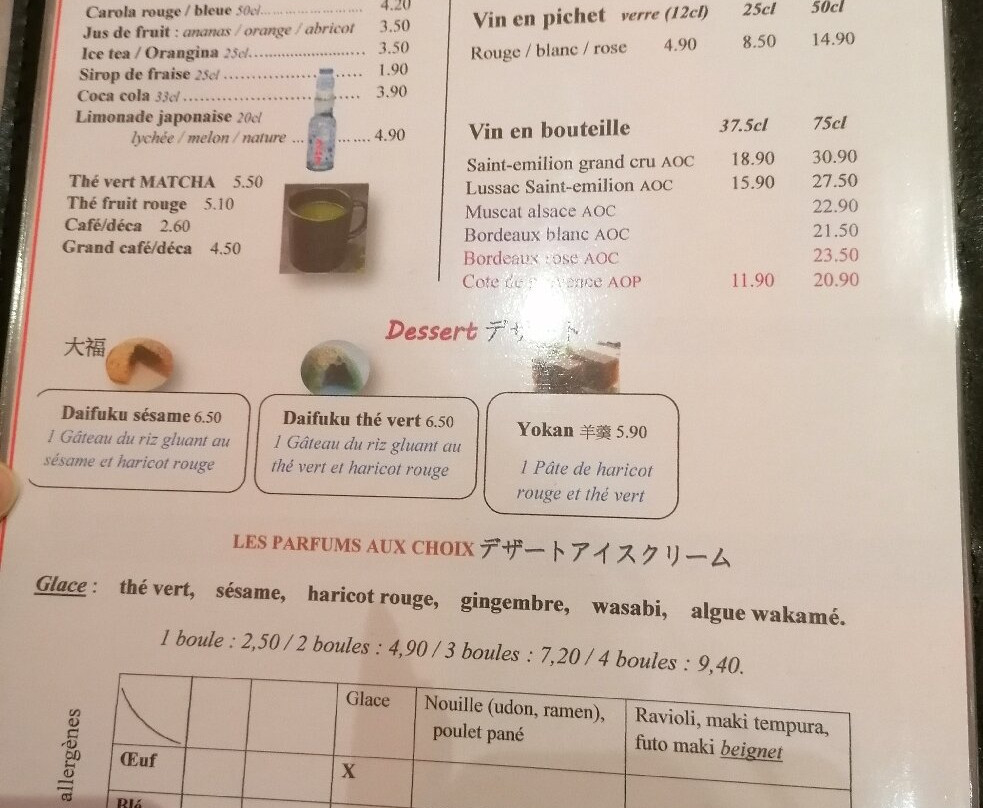 Carola rouge / bleue 50cl........................ 4.20
Jus de fruit : ananas / orange / abricot 3.50
Ice tea / Orangina 25cl............................ 3.50
Sirop de fraise 25cl ................................ 1.90
Coca cola 33cl ....................................... 3.90
Limonade japonaise 20cl
lychée / melon / nature ... ........ 4.90
Thé vert MATCHA 5.50
Thé fruit rouge 5.10
Café/déca 2.60
Grand café/déca 4.50
Vin en pichet verre (12cl) 25cl 50cl
Rouge / blanc / rose 4.90 8.50 14.90
Vin en bouteille 37.5cl 75cl
Saint-emilion grand cru AOC 18.90 30.90
Lussac Saint-emilion AOC 15.90 27.50
Muscat alsace AOC 22.90
Bordeaux blanc AOC 21.50
Bordeaux rose AOC 23.50
Cote de AOP 11.90 20.90
Dessert デザート
大福
Daifuku sésame 6.50
1 Gâteau du riz gluant au
sésame et haricot rouge
Daifuku thé vert 6.50
1 Gâteau du riz gluant au
thé vert et haricot rouge
Yokan 羊羹 5.90
1 Pâte de haricot
rouge et thé vert
LES PARFUMS AUX CHOIX デザートアイスクリーム
Glace : thé vert, sésame, haricot rouge, gingembre, wasabi, algue wakamé.
1 boule : 2,50 / 2 boules : 4,90 / 3 boules : 7,20 / 4 boules : 9,40.
allergènes
Glace
Nouille (udon, ramen),
poulet pané
Ravioli, maki tempura,
futo maki beignet
Œuf X
Blé